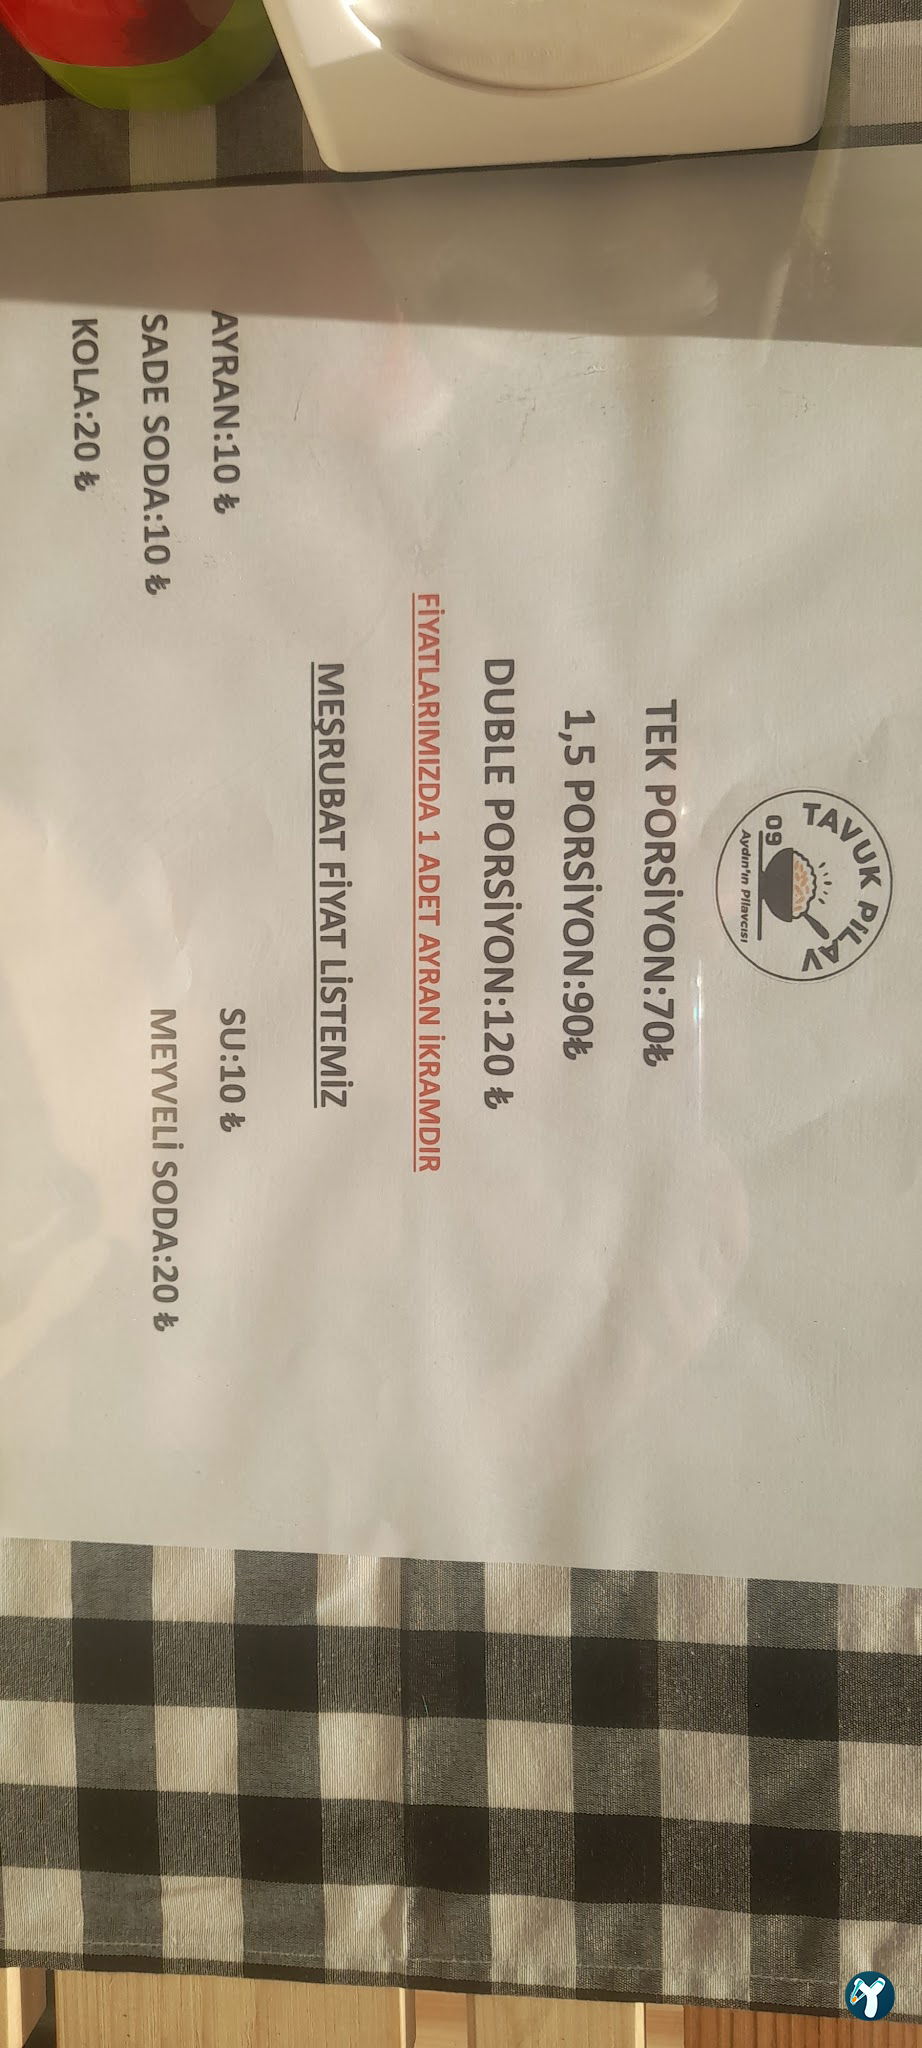 TAVUK PİLAV
09
Aydın'ın Pilavcısı
TEK PORSİYON:70₺
1,5 PORSİYON:90₺
DUBLE PORSİYON:120 ₺
FİYATLARIMIZDA 1 ADET AYRAN İKRAMDIR
MEŞRUBAT FİYAT LİSTEMİZ
AYRAN:10 ₺ SU:10 ₺
SADE SODA:10 ₺ MEYVELİ SODA:20 ₺
KOLA:20 ₺